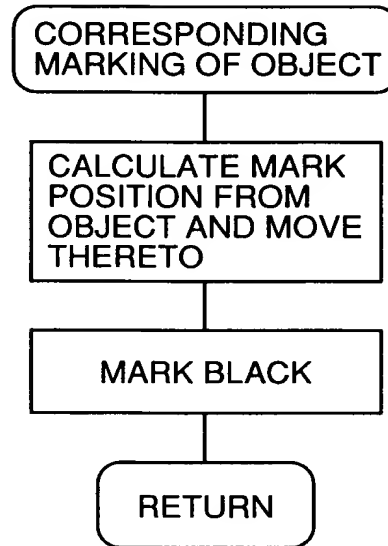 CORRESPONDING
MARKING OF OBJECT
CALCULATE MARK
POSITION FROM
OBJECT AND MOVE
THERETO
MARK BLACK
RETURN